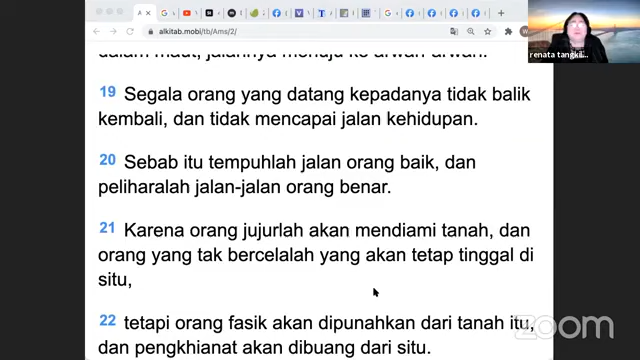 alkitab.mobi/tb/Ams/2/
renata tangkil...
19 Segala orang yang datang kepadanya tidak balik
kembali, dan tidak mencapai jalan kehidupan.
20 Sebab itu tempuhlah jalan orang baik, dan
peliharalah jalan-jalan orang benar.
21 Karena orang jujurlah akan mendiami tanah, dan
orang yang tak bercelalah yang akan tetap tinggal di
situ,
22 tetapi orang fasik akan dipunahkan dari tanah itu,
dan pengkhianat akan dibuang dari situ.
zoom